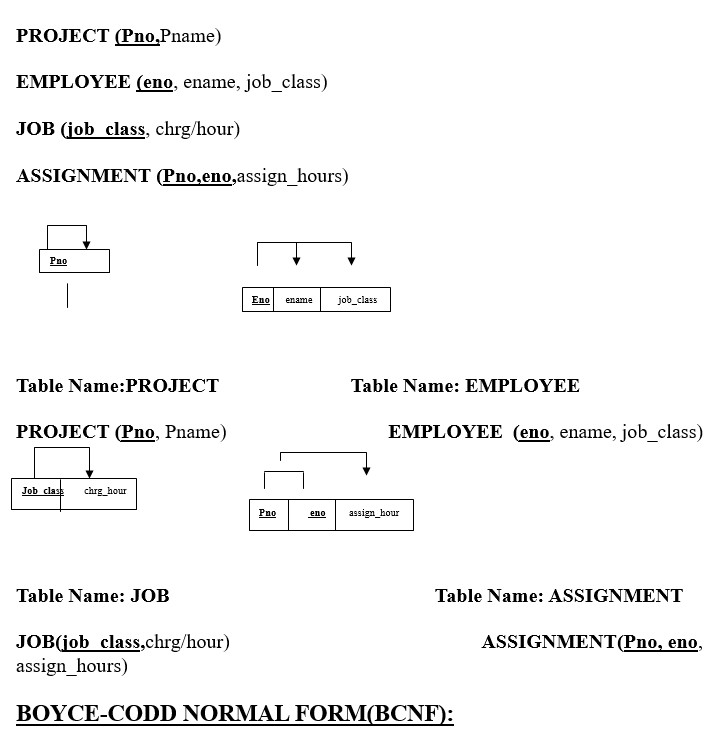 PROJECT (Pno,Pname)
EMPLOYEE (eno, ename, job_class)
JOB (job_class, chrg/hour)
ASSIGNMENT (Pno,eno,assign_hours)
Pno
Eno ename job_class
Table Name:PROJECT Table Name: EMPLOYEE
PROJECT (Pno, Pname) EMPLOYEE (eno, ename, job_class)
Job_class chrg_hour
Pno eno assign_hour
Table Name: JOB Table Name: ASSIGNMENT
JOB(job_class,chrg/hour) ASSIGNMENT(Pno, eno,
assign_hours)
BOYCE-CODD NORMAL FORM(BCNF):